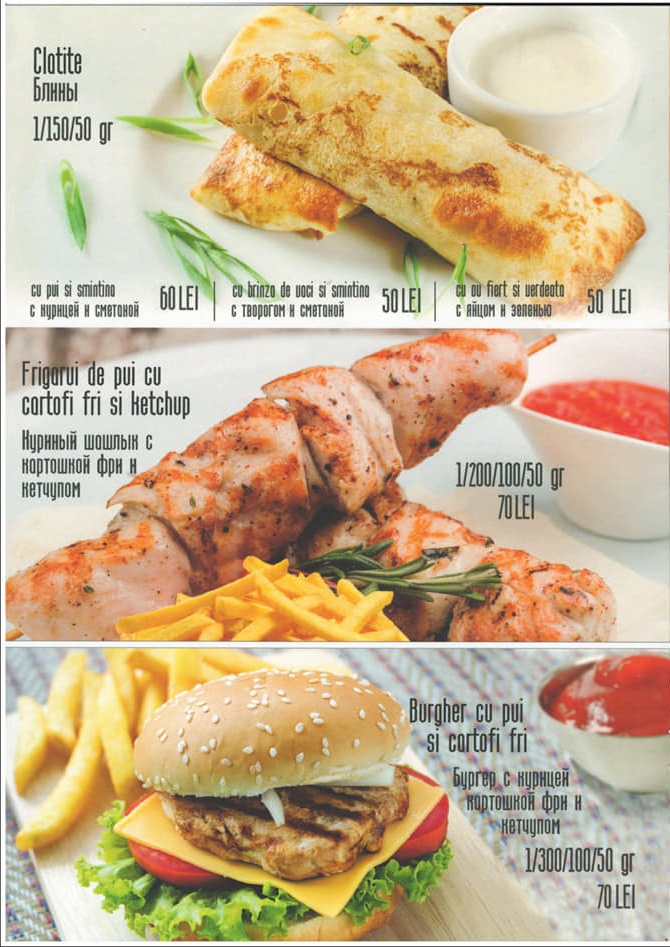 Clatite
Блины
1/150/50 gr
cu pui si smintina
с курицей и сметаной
60 LEI
cu brinza de vaci si smintina
с творогом и сметаной
50 LEI
cu ou fiert si verdeata
с яйцом и зеленью
50 LEI
Frigarui de pui cu
cartofi fri si ketchup
Куриный шошлык с
картошкой фри и
кетчупом
1/200/100/50 gr
70 LEI
Burgher cu pui
si cartofi fri
Бургер с курицей
картошкой фри и
кетчупом
1/300/100/50 gr
70 LEI